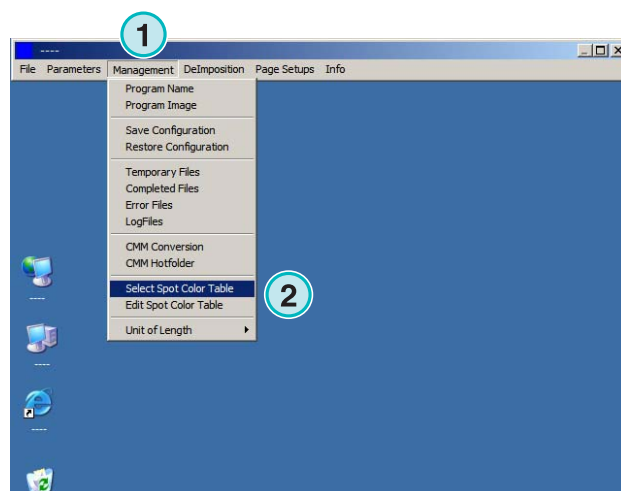 1
----
File Parameters Management DeImposition Page Setups Info
Program Name
Program Image
Save Configuration
Restore Configuration
Temporary Files
Completed Files
Error Files
LogFiles
CMM Conversion
CMM Hotfolder
Select Spot Color Table
2
Edit Spot Color Table
Unit of Length
----
----
----